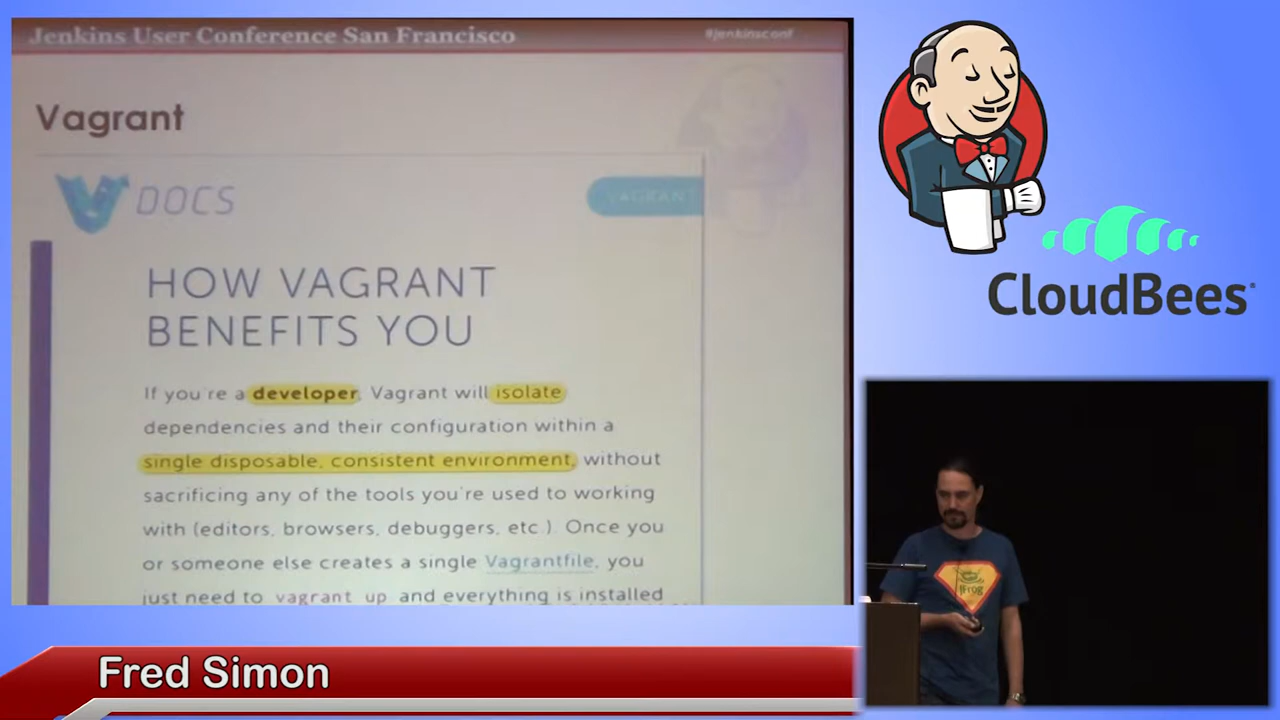 Jenkins User Conference San Francisco
#jenkinsconf
Vagrant
DOCS
VAGRANT
HOW VAGRANT
BENEFITS YOU
If you're a developer, Vagrant will isolate
dependencies and their configuration within a
single disposable, consistent environment, without
sacrificing any of the tools you're used to working
with (editors, browsers, debuggers, etc.). Once you
or someone else creates a single Vagrantfile, you
just need to vagrant up and everything is installed
CloudBees
jFrog
Fred Simon